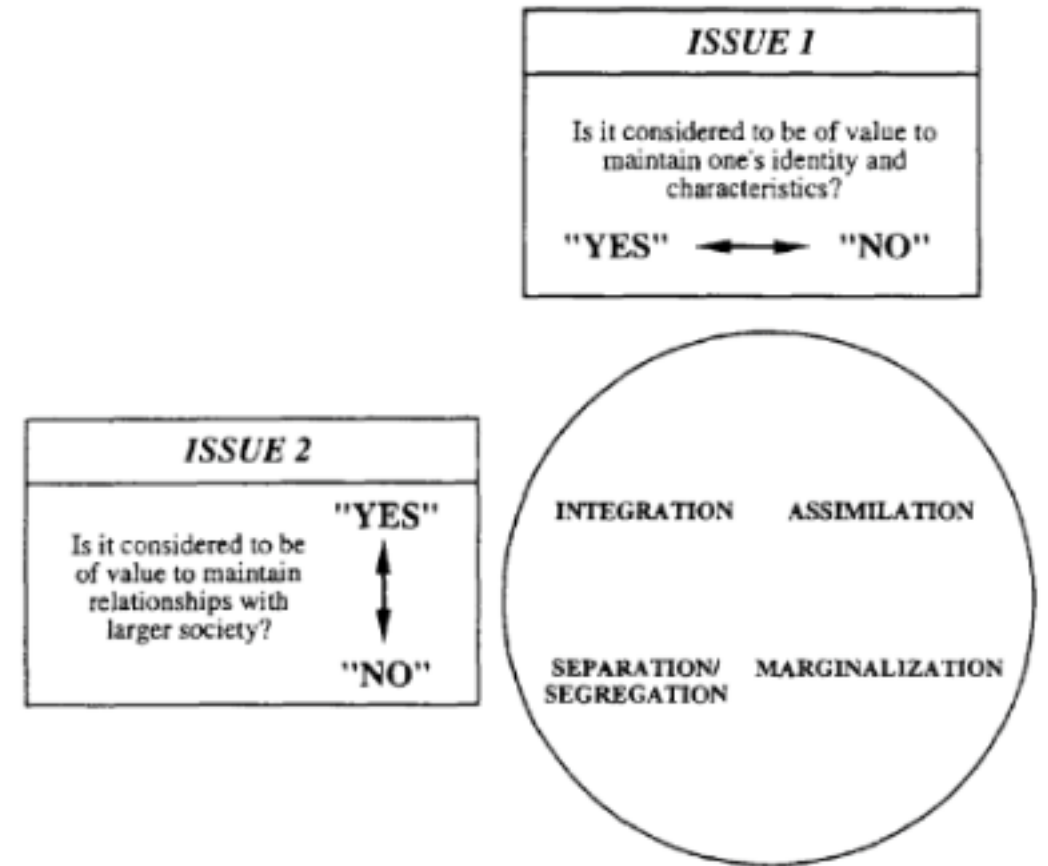 ISSUE 1
Is it considered to be of value to
maintain one's identity and
characteristics?
"YES" "NO"
ISSUE 2
Is it considered to be
of value to maintain
relationships with
larger society?
"YES"
"NO"
INTEGRATION ASSIMILATION
SEPARATION/ MARGINALIZATION
SEGREGATION